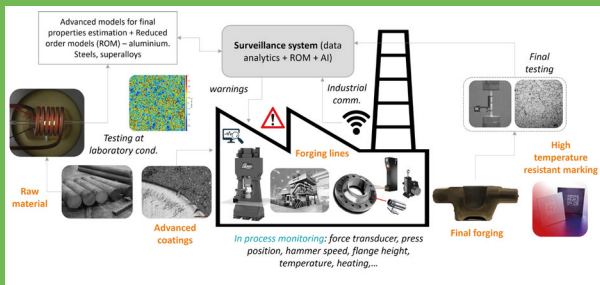 Advanced models for final
properties estimation + Reduced
order models (ROM) – aluminium.
Steels, superalloys
Surveillance system (data
analytics + ROM + AI)
Final
testing
warnings
Industrial
comm.
Testing at
laboratory cond.
Forging lines
High
temperature
resistant marking
Raw
material
Advanced
coatings
Final forging
In process monitoring: force transducer, press
position, hammer speed, flange height,
temperature, heating,...